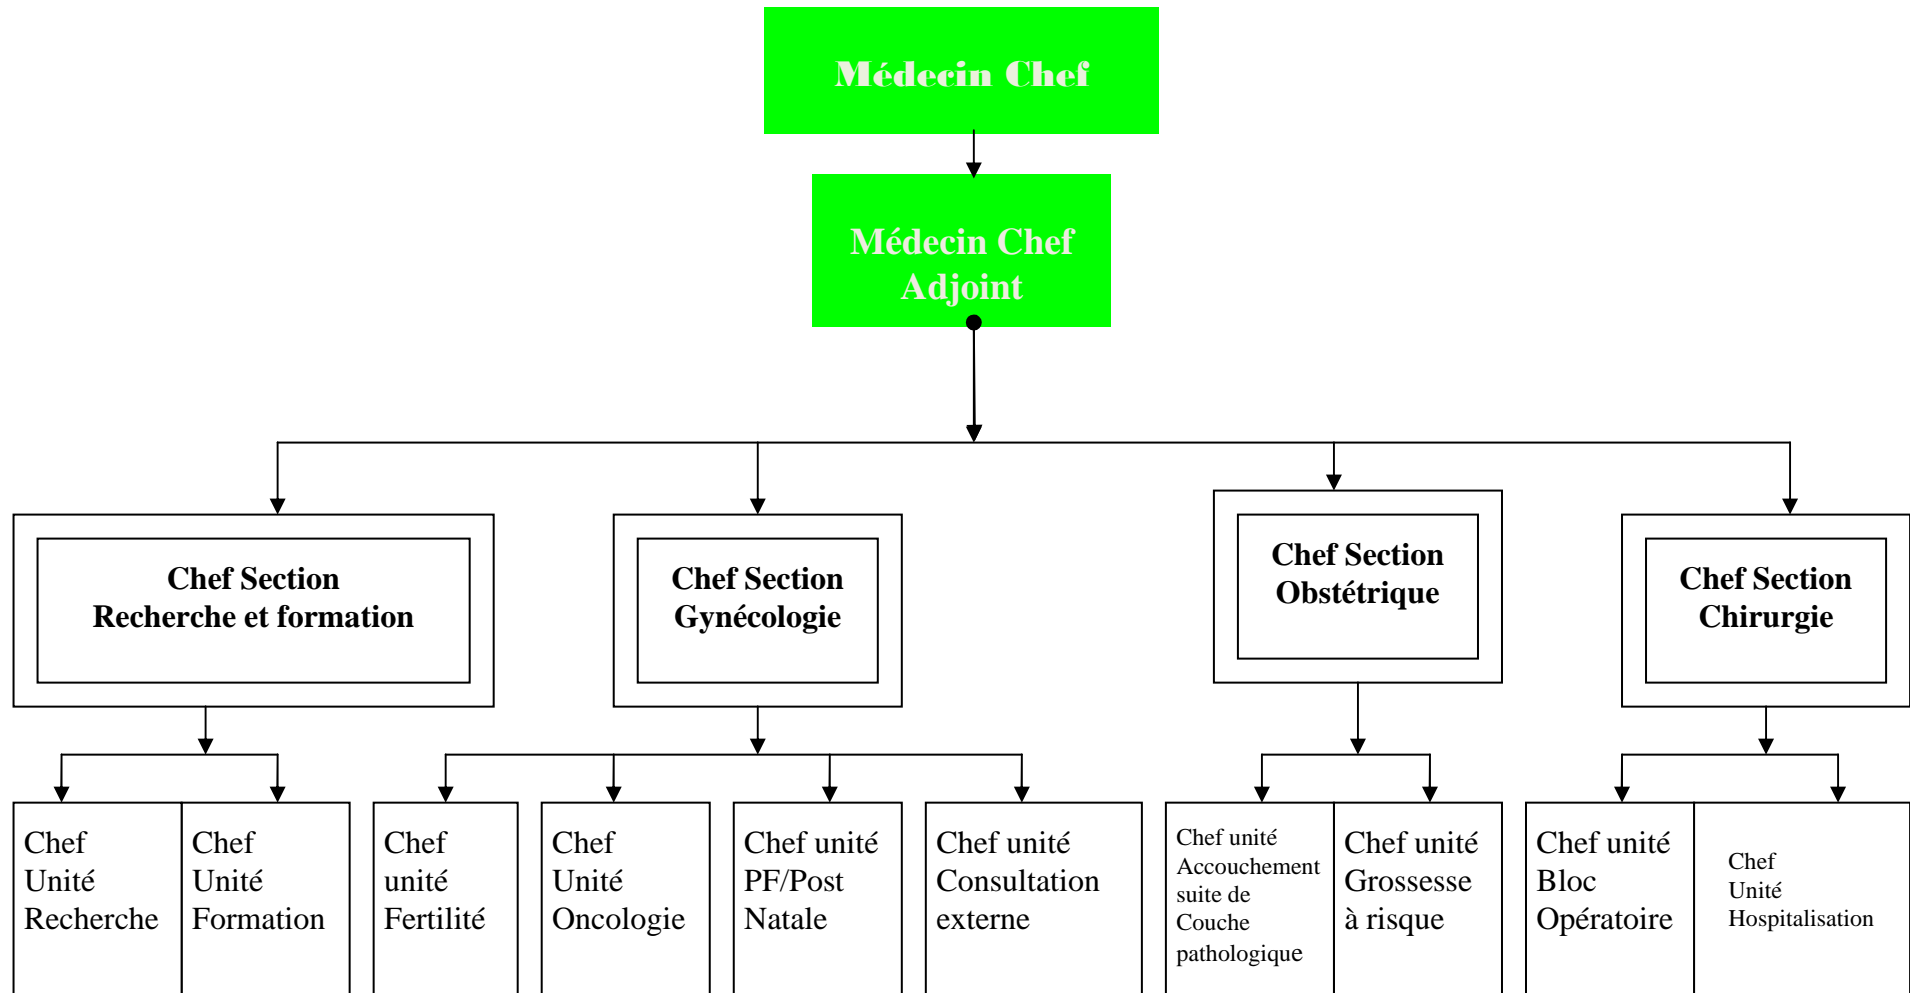 Médecin Chef
Médecin Chef
Adjoint
Chef Section
Recherche et formation
Chef Section
Gynécologie
Chef Section
Obstétrique
Chef Section
Chirurgie
Chef
Unité
Recherche
Chef
Unité
Formation
Chef
unité
Fertilité
Chef
Unité
Oncologie
Chef unité
PF/Post
Natale
Chef unité
Consultation
externe
Chef unité
Accouchement
suite de
Couche
pathologique
Chef unité
Grossesse
à risque
Chef unité
Bloc
Opératoire
Chef
Unité
Hospitalisation